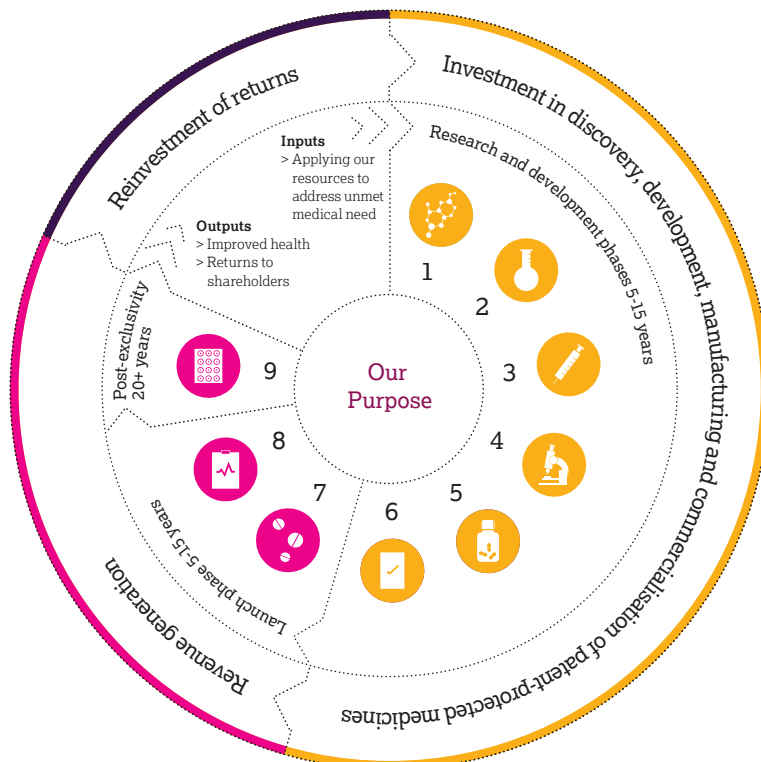 Reinvestment of returns
Investment in discovery, development, manufacturing and commercialisation of patent-protected medicines
Revenue generation
Inputs
> Applying our
resources to
address unmet
medical need
Outputs
> Improved health
> Returns to
shareholders
Research and development phases 5-15 years
1
2
3
4
5
6
Launch phase 5-15 years
7
8
Post-exclusivity
20+ years
9
Our
Purpose